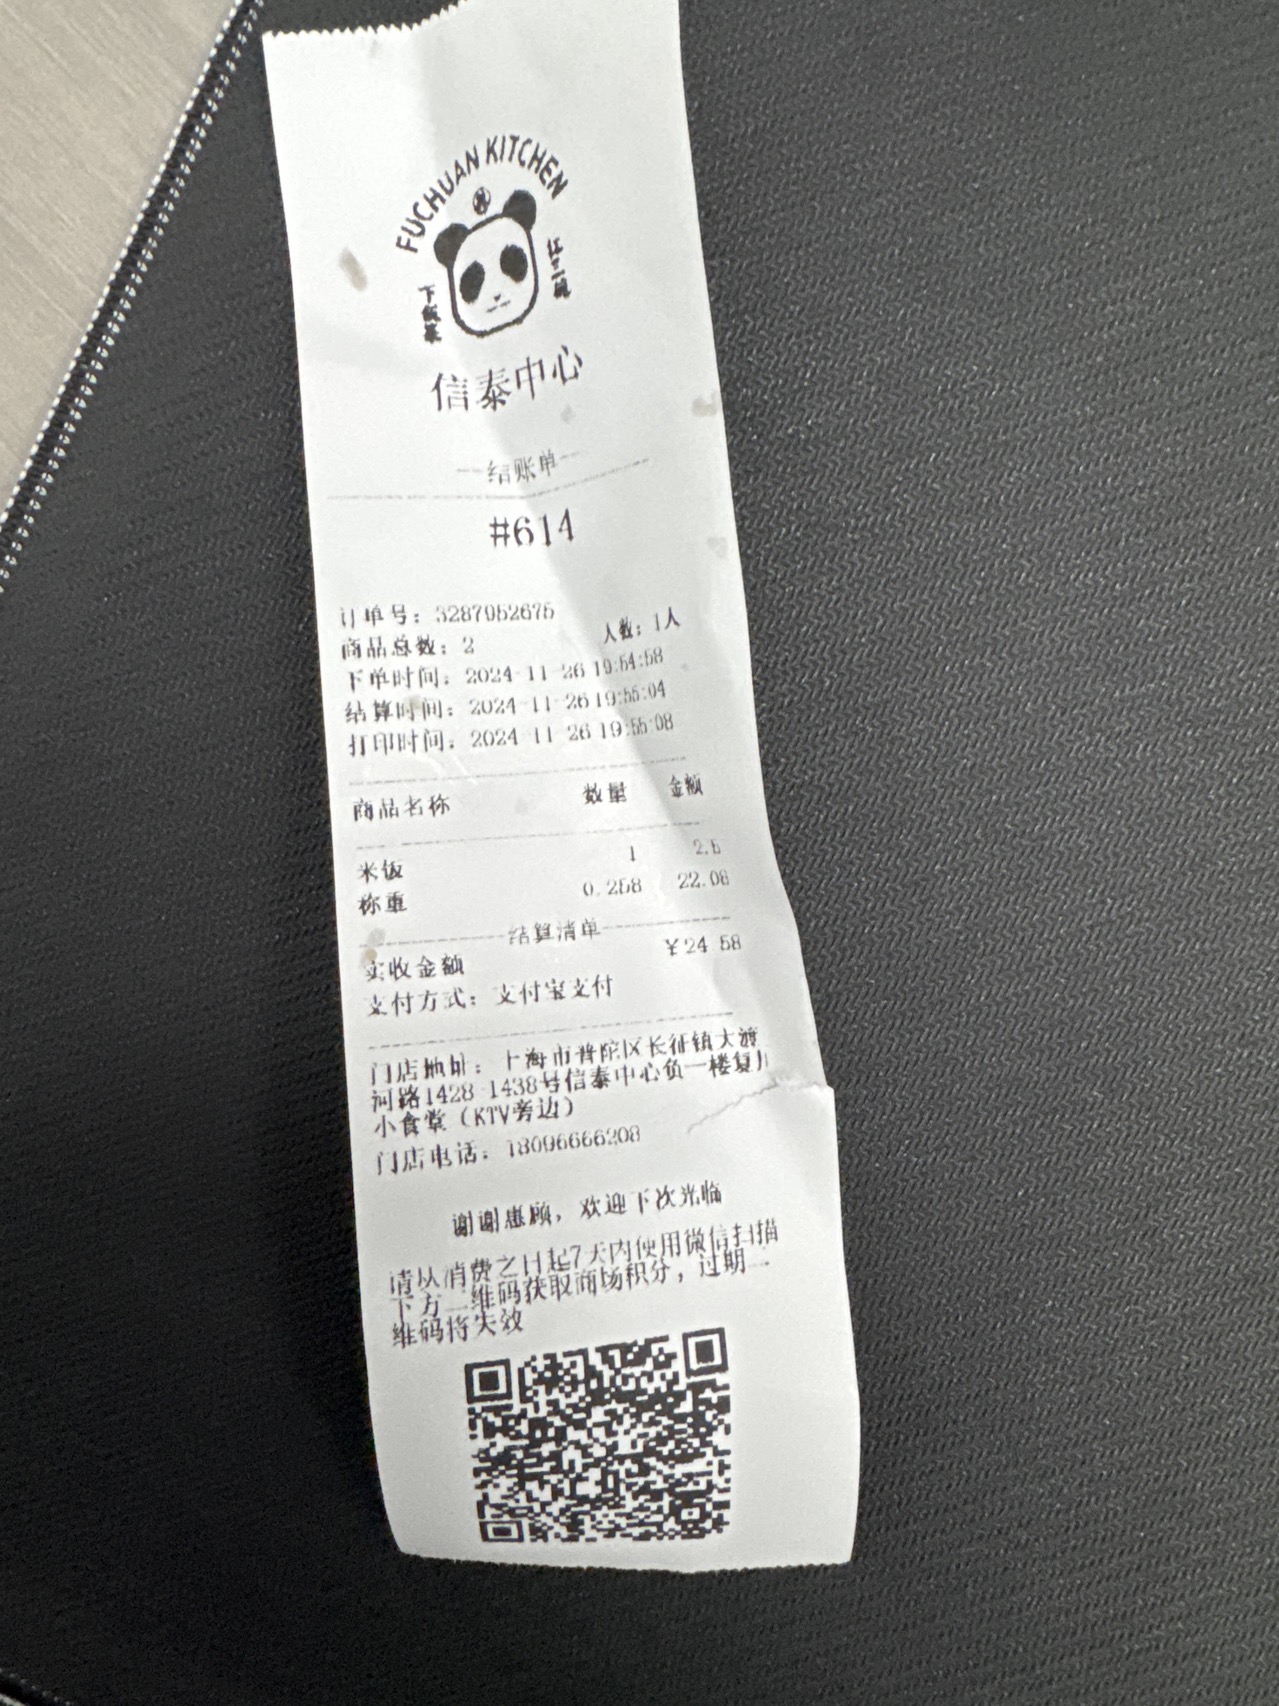 FUCHUAN KITCHEN
下飯菜
红三碗
信泰中心
结账单
#614
订单号：3287952675
商品总数：2 人数：1人
下单时间：2024-11-26 19:54:58
结算时间：2024-11-26 19:55:04
打印时间：2024-11-26 19:55:08
商品名称 数量 金额
米饭 1 2.5
称重 0.258 22.08
结算清单
实收金额 ¥24.58
支付方式：支付宝支付
门店地址：上海市普陀区长征镇大渡
河路1428-1438号信泰中心负一楼复川
小食堂（KTV旁边）
门店电话：18096666208
谢谢惠顾，欢迎下次光临
请从消费之日起7天内使用微信扫描
下方二维码获取商场积分，过期二
维码将失效